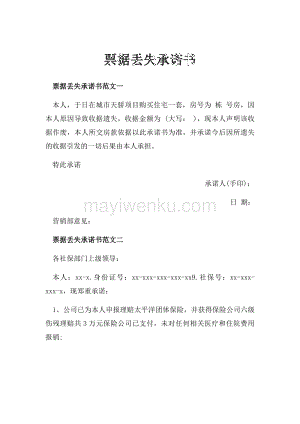 票据丢失承诺书
票据丢失承诺书范文一
本人，于日在城市天骄项目购买住宅一套，房号为 栋 号房，因
本人原因导致收据遗失。收据金额为（大写： ），现本人声明该收
据作废，本人所交房款依据以此承诺书为准，并承诺今后因所遗失
的收据引发的一切后果由本人承担。
特此承诺
承诺人(手印)：
日 期：
营销部意见：
票据丢失承诺书范文二
各社保部门上级领导：
本人：xx-x.身份证号：xx-xxx-xxx-xxx-xx9.社保号：xx-xxx-
xxx-x，现郑重承诺：
1、公司已为本人申报理赔太平洋团体保险，并获得保险公司六级
伤残理赔共 3 万元保险公司已支付，未对任何相关医疗和住院费用
报销；
mayiwenku.com